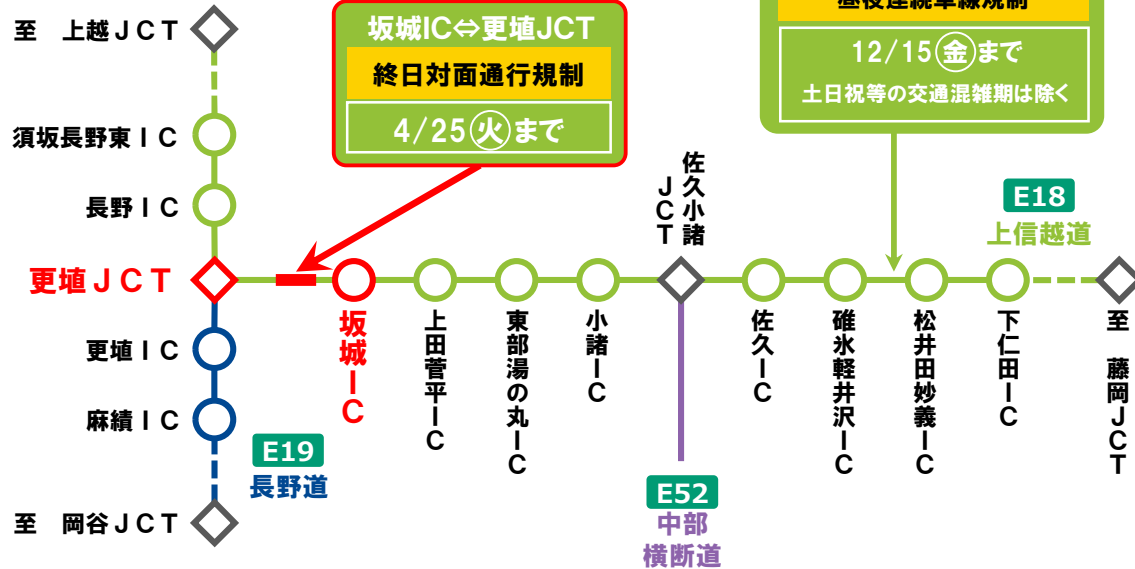 至　上越ＪＣＴ
須坂長野東ＩＣ
長野ＩＣ
更埴ＪＣＴ
更埴ＩＣ
麻績ＩＣ
至　岡谷ＪＣＴ
E19
長野道
坂城IC⇔更埴JCT
終日対面通行規制
4/25火まで
昼夜連続車線規制
12/15金まで
土日祝等の交通混雑期は除く
坂城ＩＣ
上田菅平ＩＣ
東部湯の丸ＩＣ
小諸ＩＣ
佐久小諸
ＪＣＴ
E52
中部
横断道
佐久ＩＣ
碓氷軽井沢ＩＣ
松井田妙義ＩＣ
下仁田ＩＣ
E18
上信越道
至　藤岡ＪＣＴ